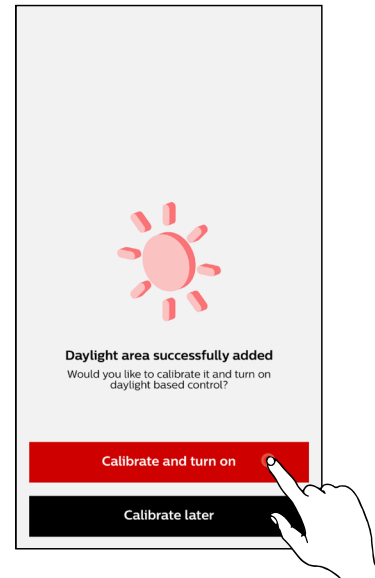 Daylight area successfully added
Would you like to calibrate it and turn on
daylight based control?
Calibrate and turn on
Calibrate later